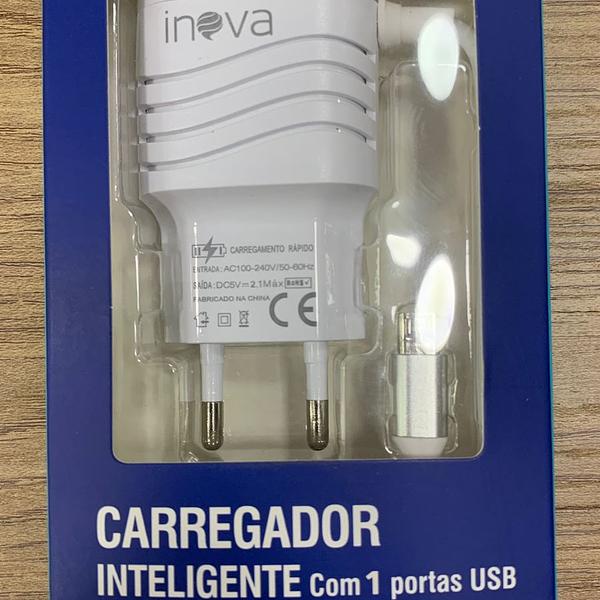 inova
CARREGAMENTO RÁPIDO
ENTRADA: AC100-240V/50-60Hz
SAÍDA: DC5V⎓2.1Máx RoHS✓
FABRICADO NA CHINA
CE
CARREGADOR
INTELIGENTE Com 1 portas USB